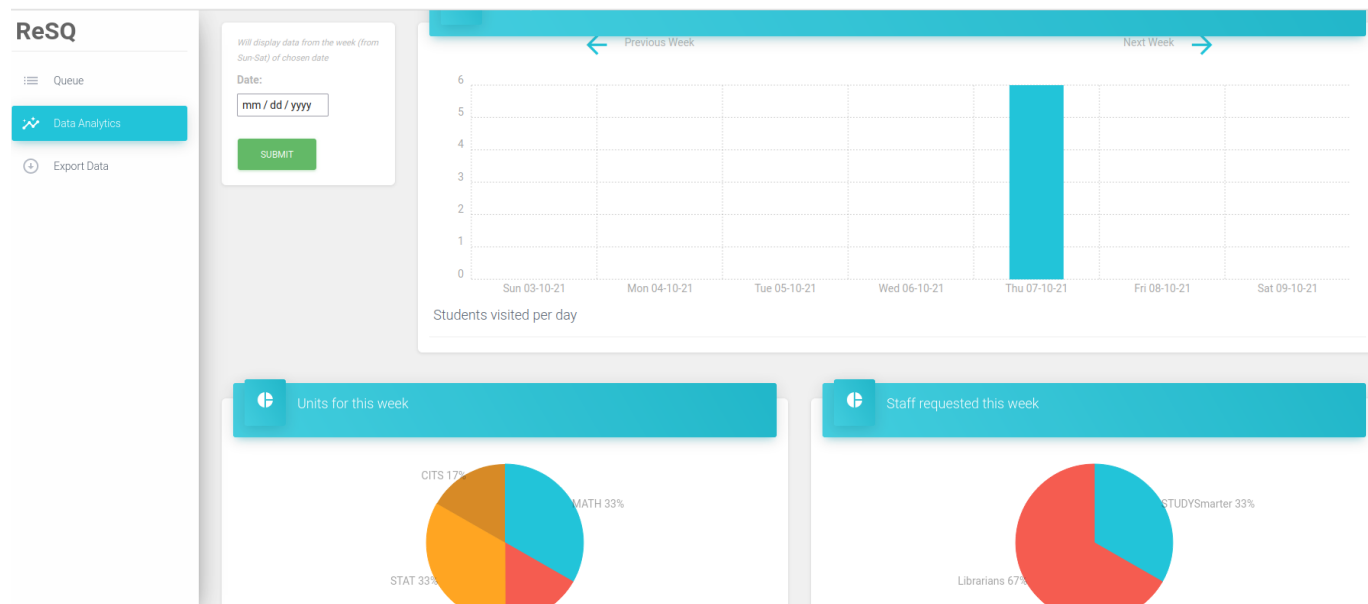 ReSQ
Queue
Data Analytics
Export Data
Will display data from the week (from
Sun-Sat) of chosen date
Date:
mm / dd / yyyy
SUBMIT
Previous Week
Next Week
6
5
4
3
2
1
0
Sun 03-10-21
Mon 04-10-21
Tue 05-10-21
Wed 06-10-21
Thu 07-10-21
Fri 08-10-21
Sat 09-10-21
Students visited per day
Units for this week
CITS 17%
MATH 33%
STAT 33%
Staff requested this week
STUDYSmarter 33%
Librarians 67%